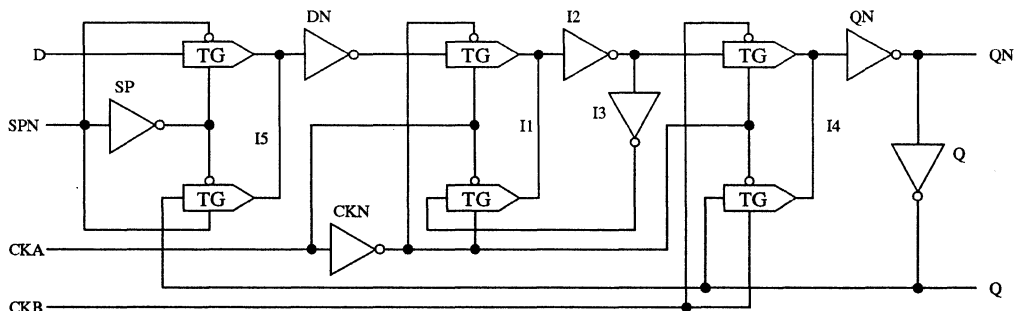 DN
I2
QN
D
TG
TG
TG
QN
SP
I3
SPN
I5
I1
I4
Q
TG
TG
TG
CKN
CKA
Q
CKB